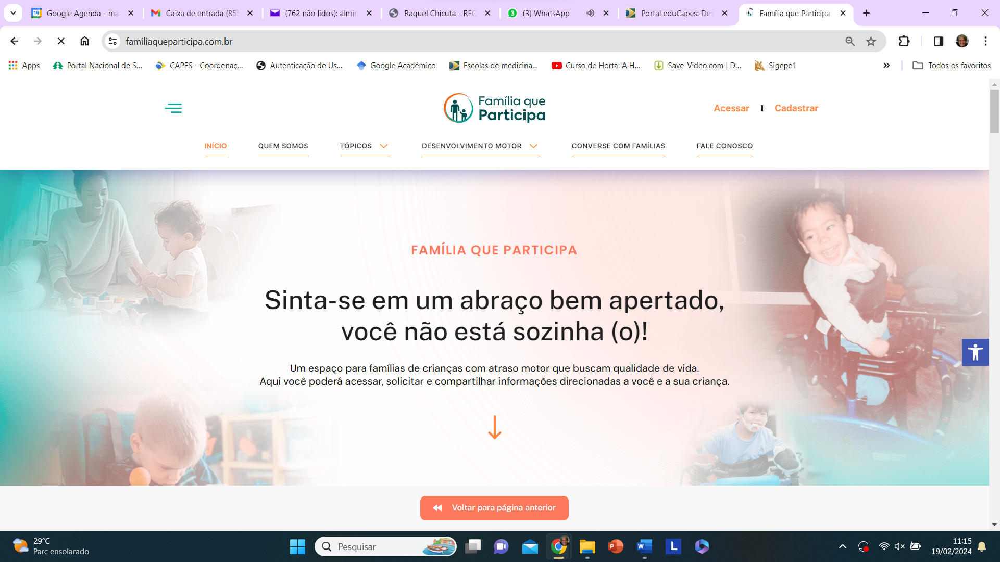 Google Agenda - ma
Caixa de entrada (855
(762 não lidos): almir
Raquel Chicuta - REC
(3) WhatsApp
Portal eduCapes: Des
Família que Participa
familiaqueparticipa.com.br
Apps
Portal Nacional de S...
CAPES - Coordenaç...
Autenticação de Us...
Google Acadêmico
Escolas de medicina...
Curso de Horta: A H...
Save-Video.com | D...
Sigepe1
Todos os favoritos
Família que
Participa
Acessar
Cadastrar
INÍCIO
QUEM SOMOS
TÓPICOS
DESENVOLVIMENTO MOTOR
CONVERSE COM FAMÍLIAS
FALE CONOSCO
FAMÍLIA QUE PARTICIPA
Sinta-se em um abraço bem apertado,
você não está sozinha (o)!
Um espaço para famílias de crianças com atraso motor que buscam qualidade de vida.
Aqui você poderá acessar, solicitar e compartilhar informações direcionadas a você e a sua criança.
Voltar para página anterior
29°C
Parc ensolarado
Pesquisar
11:15
19/02/2024